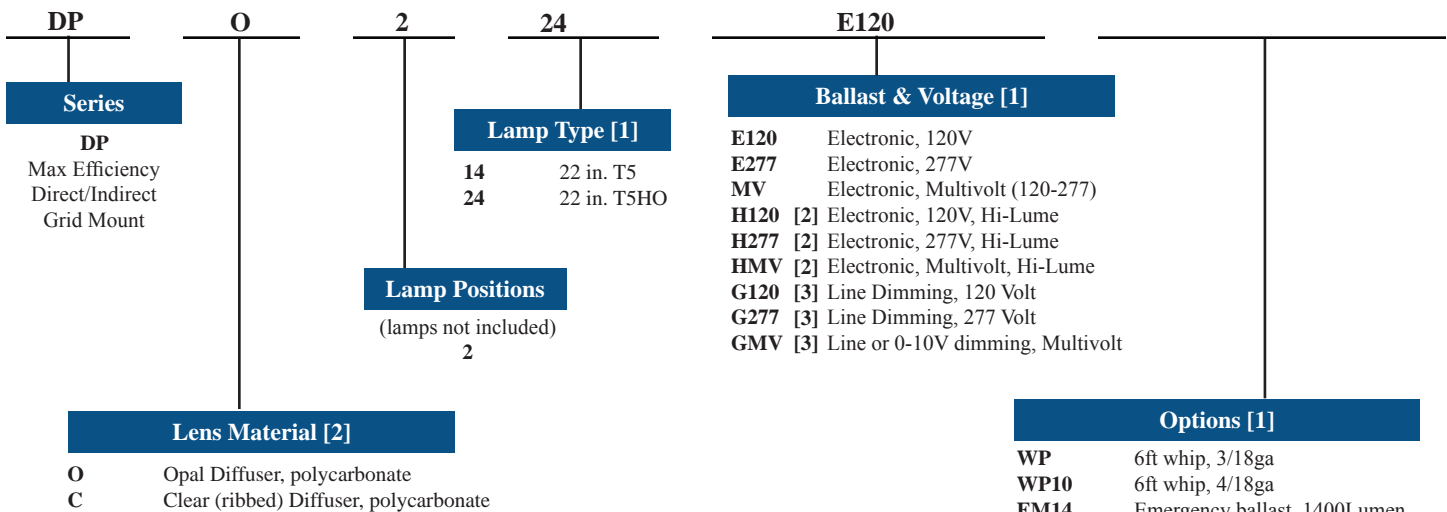 DP O 2 24 E120
Series
DP
Max Efficiency
Direct/Indirect
Grid Mount
Lamp Type [1]
14 22 in. T5
24 22 in. T5HO
Lamp Positions
(lamps not included)
2
Ballast & Voltage [1]
E120 Electronic, 120V
E277 Electronic, 277V
MV Electronic, Multivolt (120-277)
H120 [2] Electronic, 120V, Hi-Lume
H277 [2] Electronic, 277V, Hi-Lume
HMV [2] Electronic, Multivolt, Hi-Lume
G120 [3] Line Dimming, 120 Volt
G277 [3] Line Dimming, 277 Volt
GMV [3] Line or 0-10V dimming, Multivolt
Lens Material [2]
O Opal Diffuser, polycarbonate
C Clear (ribbed) Diffuser, polycarbonate
Options [1]
WP 6ft whip, 3/18ga
WP10 6ft whip, 4/18ga
EM14 Emergency ballast, 1400Lumen